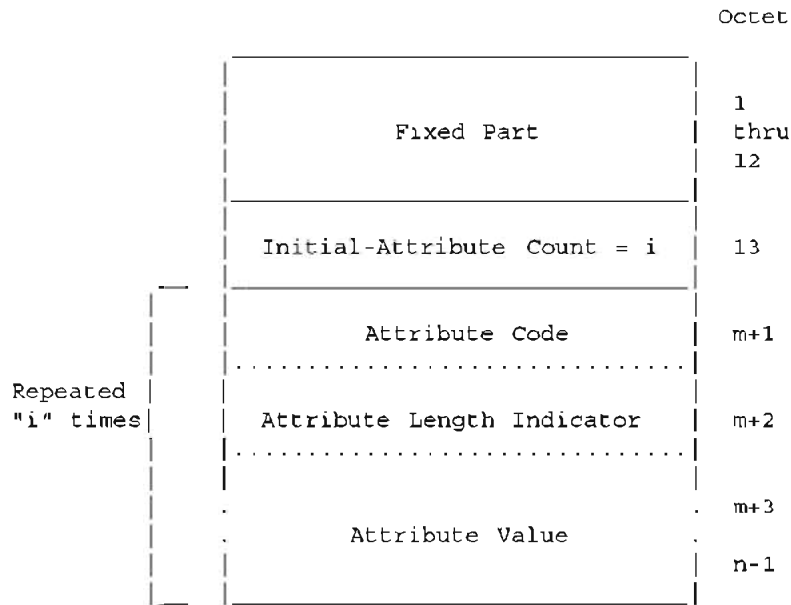 Octet
1
Fixed Part thru
12
Initial-Attribute Count = i 13
Attribute Code m+1
Repeated
"i" times Attribute Length Indicator m+2
m+3
Attribute Value
n-1